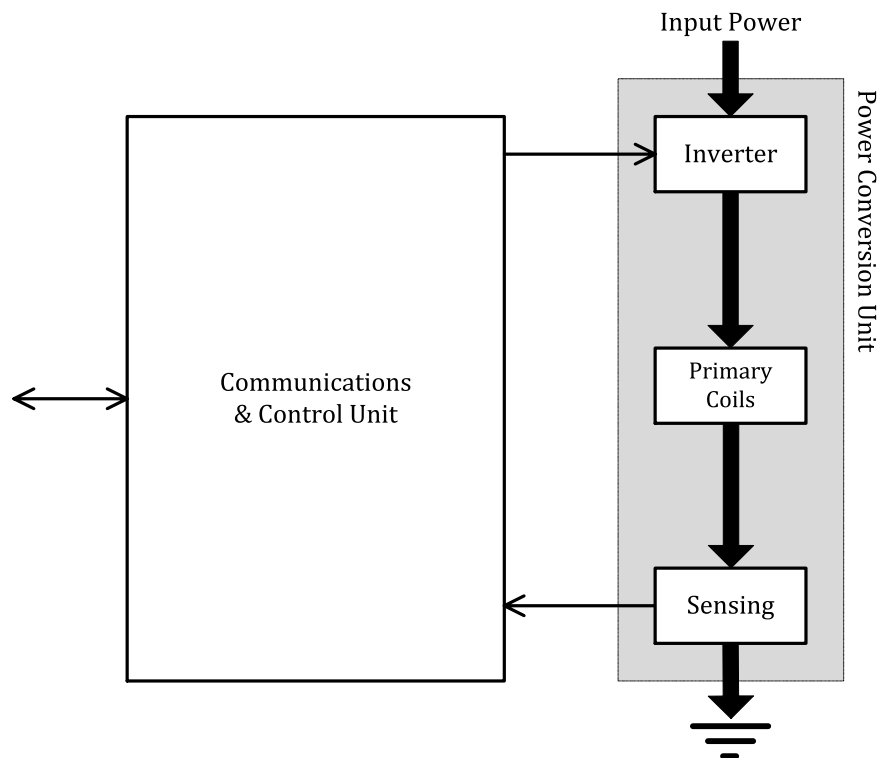 Input Power
Inverter
Power Conversion Unit
Primary
Coils
Communications
& Control Unit
Sensing